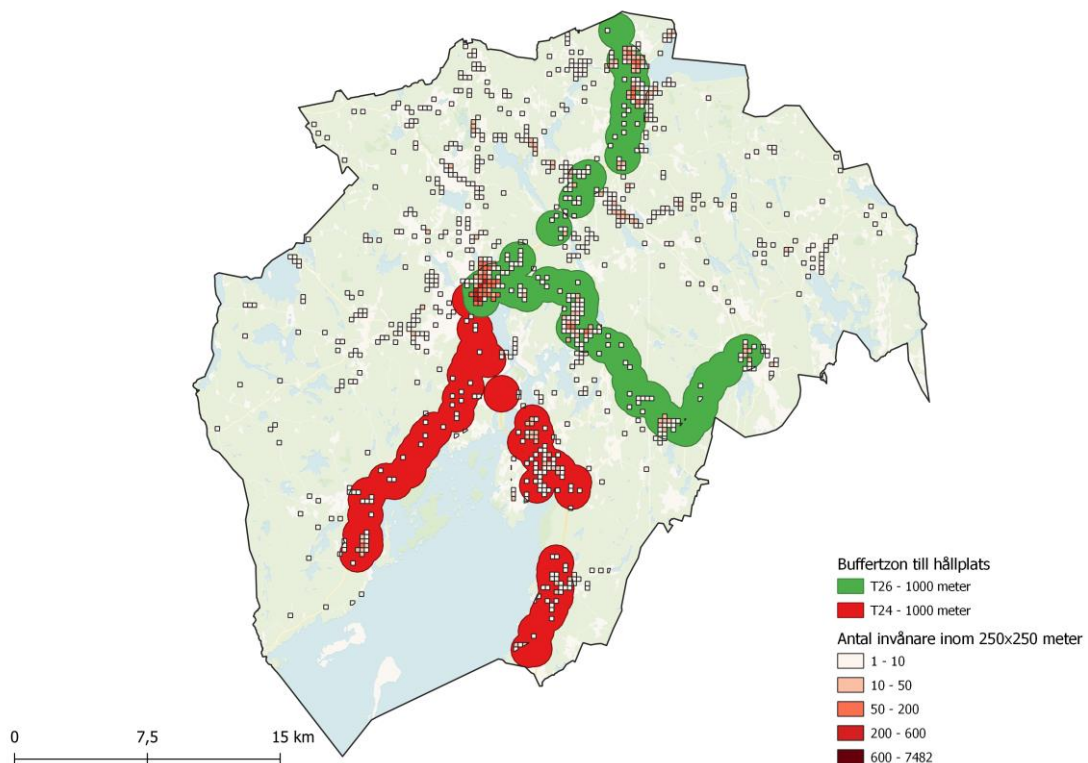 Buffertzon till hållplats
T26 - 1000 meter
T24 - 1000 meter
Antal invånare inom 250x250 meter
1 - 10
10 - 50
50 - 200
200 - 600
600 - 7482
0 7,5 15 km